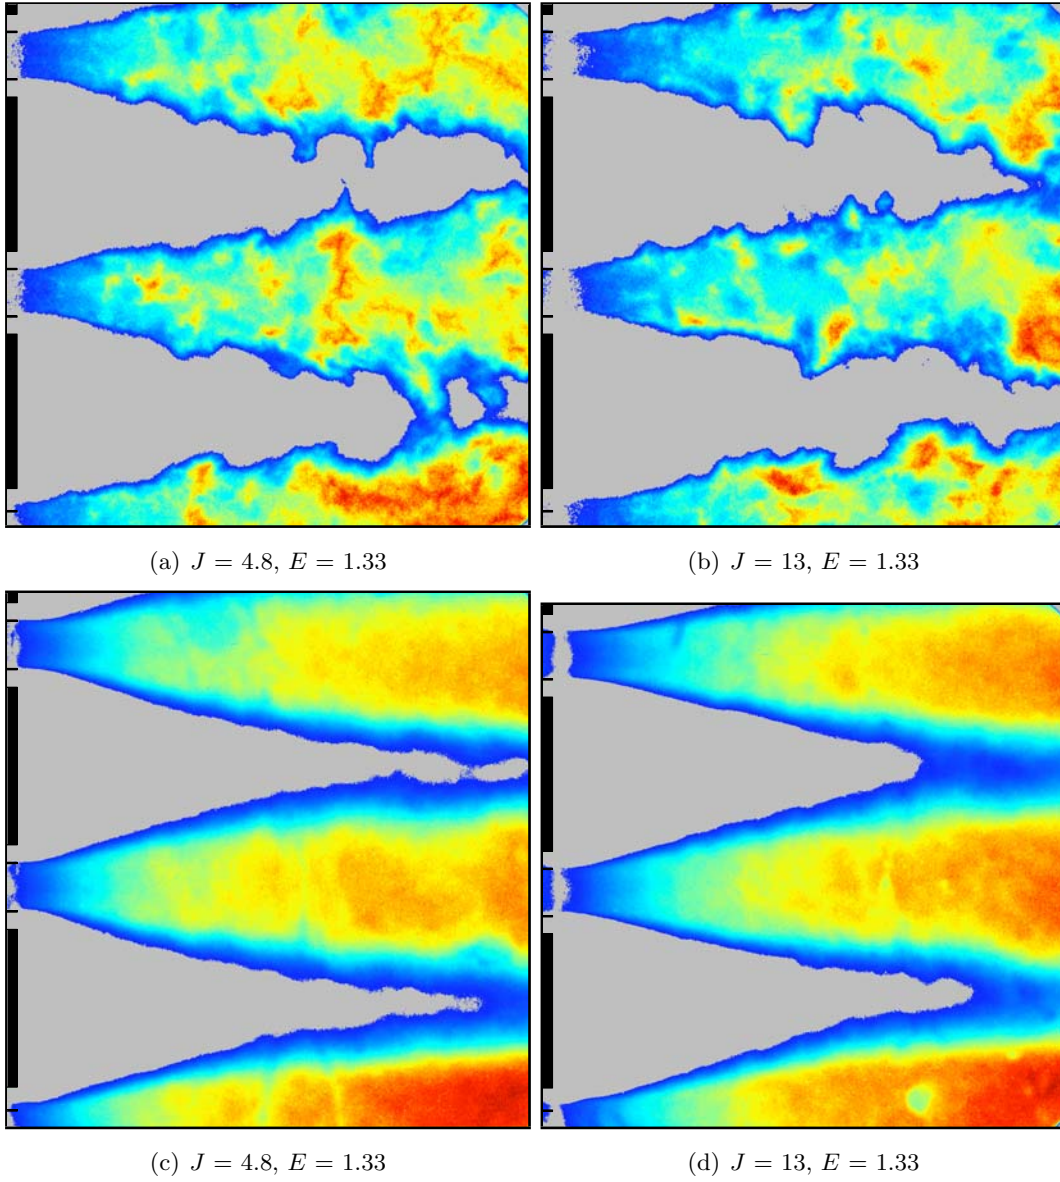 (a) J = 4.8, E = 1.33
(b) J = 13, E = 1.33
(c) J = 4.8, E = 1.33
(d) J = 13, E = 1.33